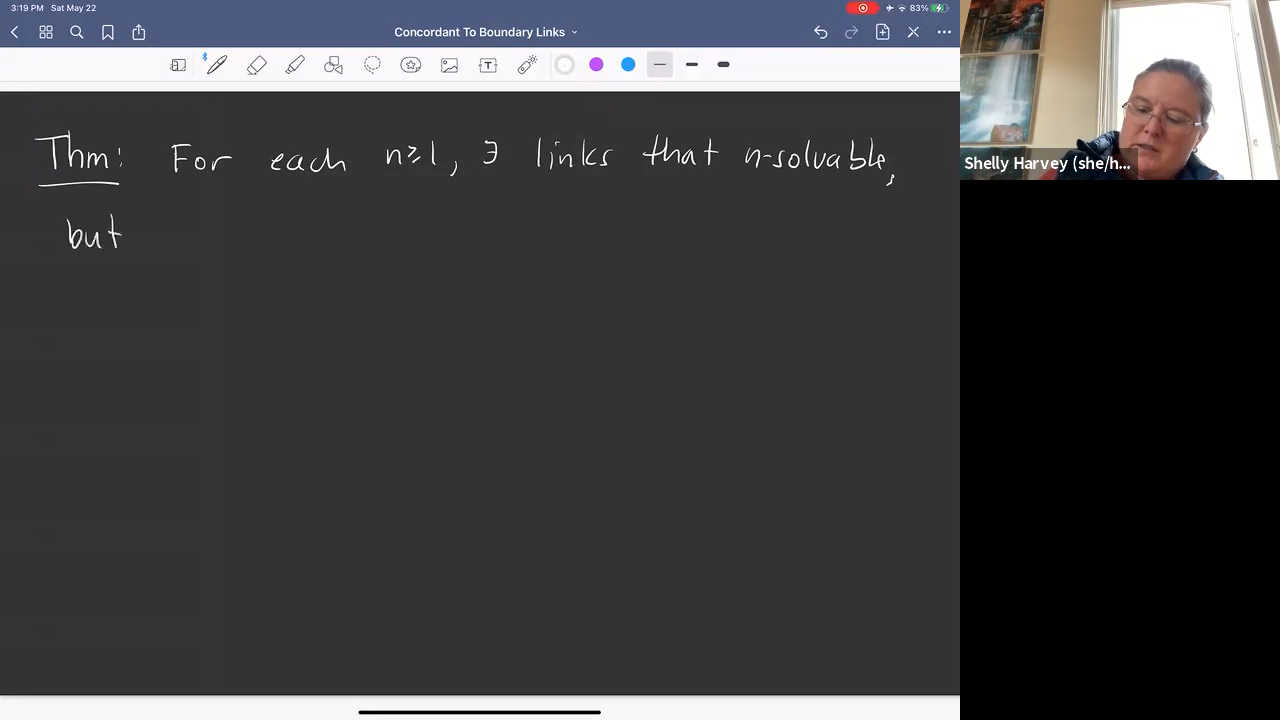 3:19 PM Sat May 22
83%
Concordant To Boundary Links
T
Thm: For each n≥1, ∃ links that n-solvable,
but
Shelly Harvey (she/h...